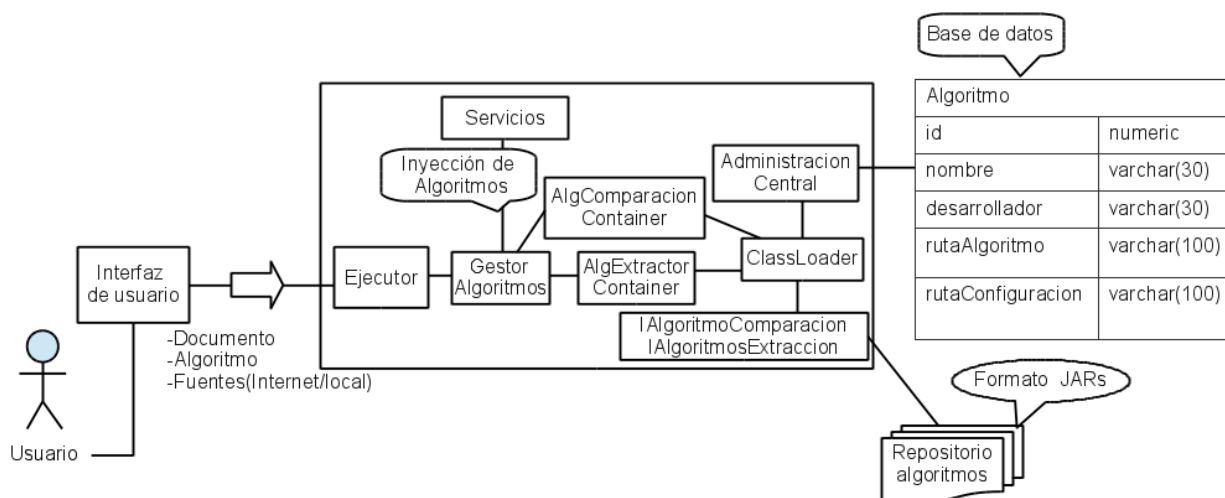 Base de datos
Servicios
Inyección de
Algoritmos
AlgComparacion
Container
Administracion
Central
Algoritmo
id numeric
nombre varchar(30)
desarrollador varchar(30)
rutaAlgoritmo varchar(100)
rutaConfiguracion varchar(100)
Interfaz
de usuario
Ejecutor
Gestor
Algoritmos
AlgExtractor
Container
ClassLoader
IAlgoritmoComparacion
IAlgoritmosExtraccion
-Documento
-Algoritmo
-Fuentes(Internet/local)
Usuario
Formato JARs
Repositorio
algoritmos